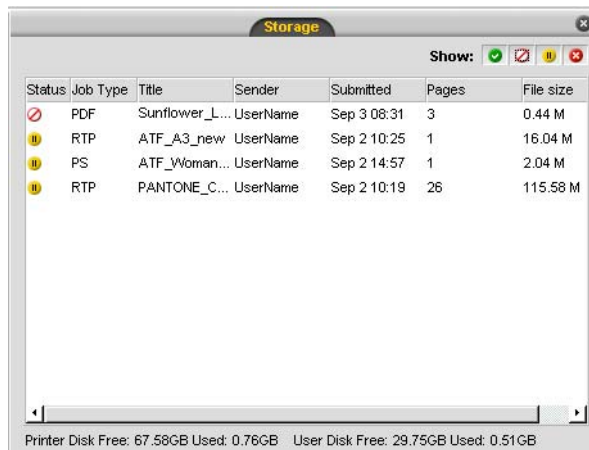 Storage
Show:
Status Job Type Title Sender Submitted Pages File size
PDF Sunflower_L... UserName Sep 3 08:31 3 0.44 M
RTP ATF_A3_new UserName Sep 2 10:25 1 16.04 M
PS ATF_Woman... UserName Sep 2 14:57 1 2.04 M
RTP PANTONE_C... UserName Sep 2 10:19 26 115.58 M
Printer Disk Free: 67.58GB Used: 0.76GB User Disk Free: 29.75GB Used: 0.51GB